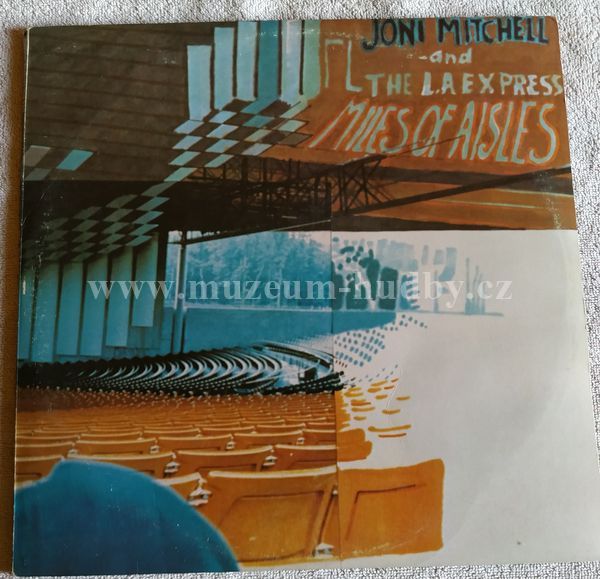 JONI MITCHELL
and
THE L.A EXPRESS
MILES OF AISLES
www.muzeum-hudby.cz